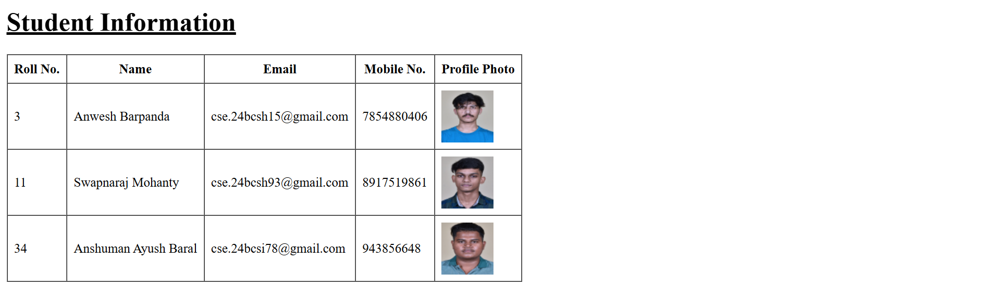 Student Information
Roll No. Name Email Mobile No. Profile Photo
3 Anwesh Barpanda cse.24bcsh15@gmail.com 7854880406
11 Swapnaraj Mohanty cse.24bcsh93@gmail.com 8917519861
34 Anshuman Ayush Baral cse.24bcsi78@gmail.com 943856648